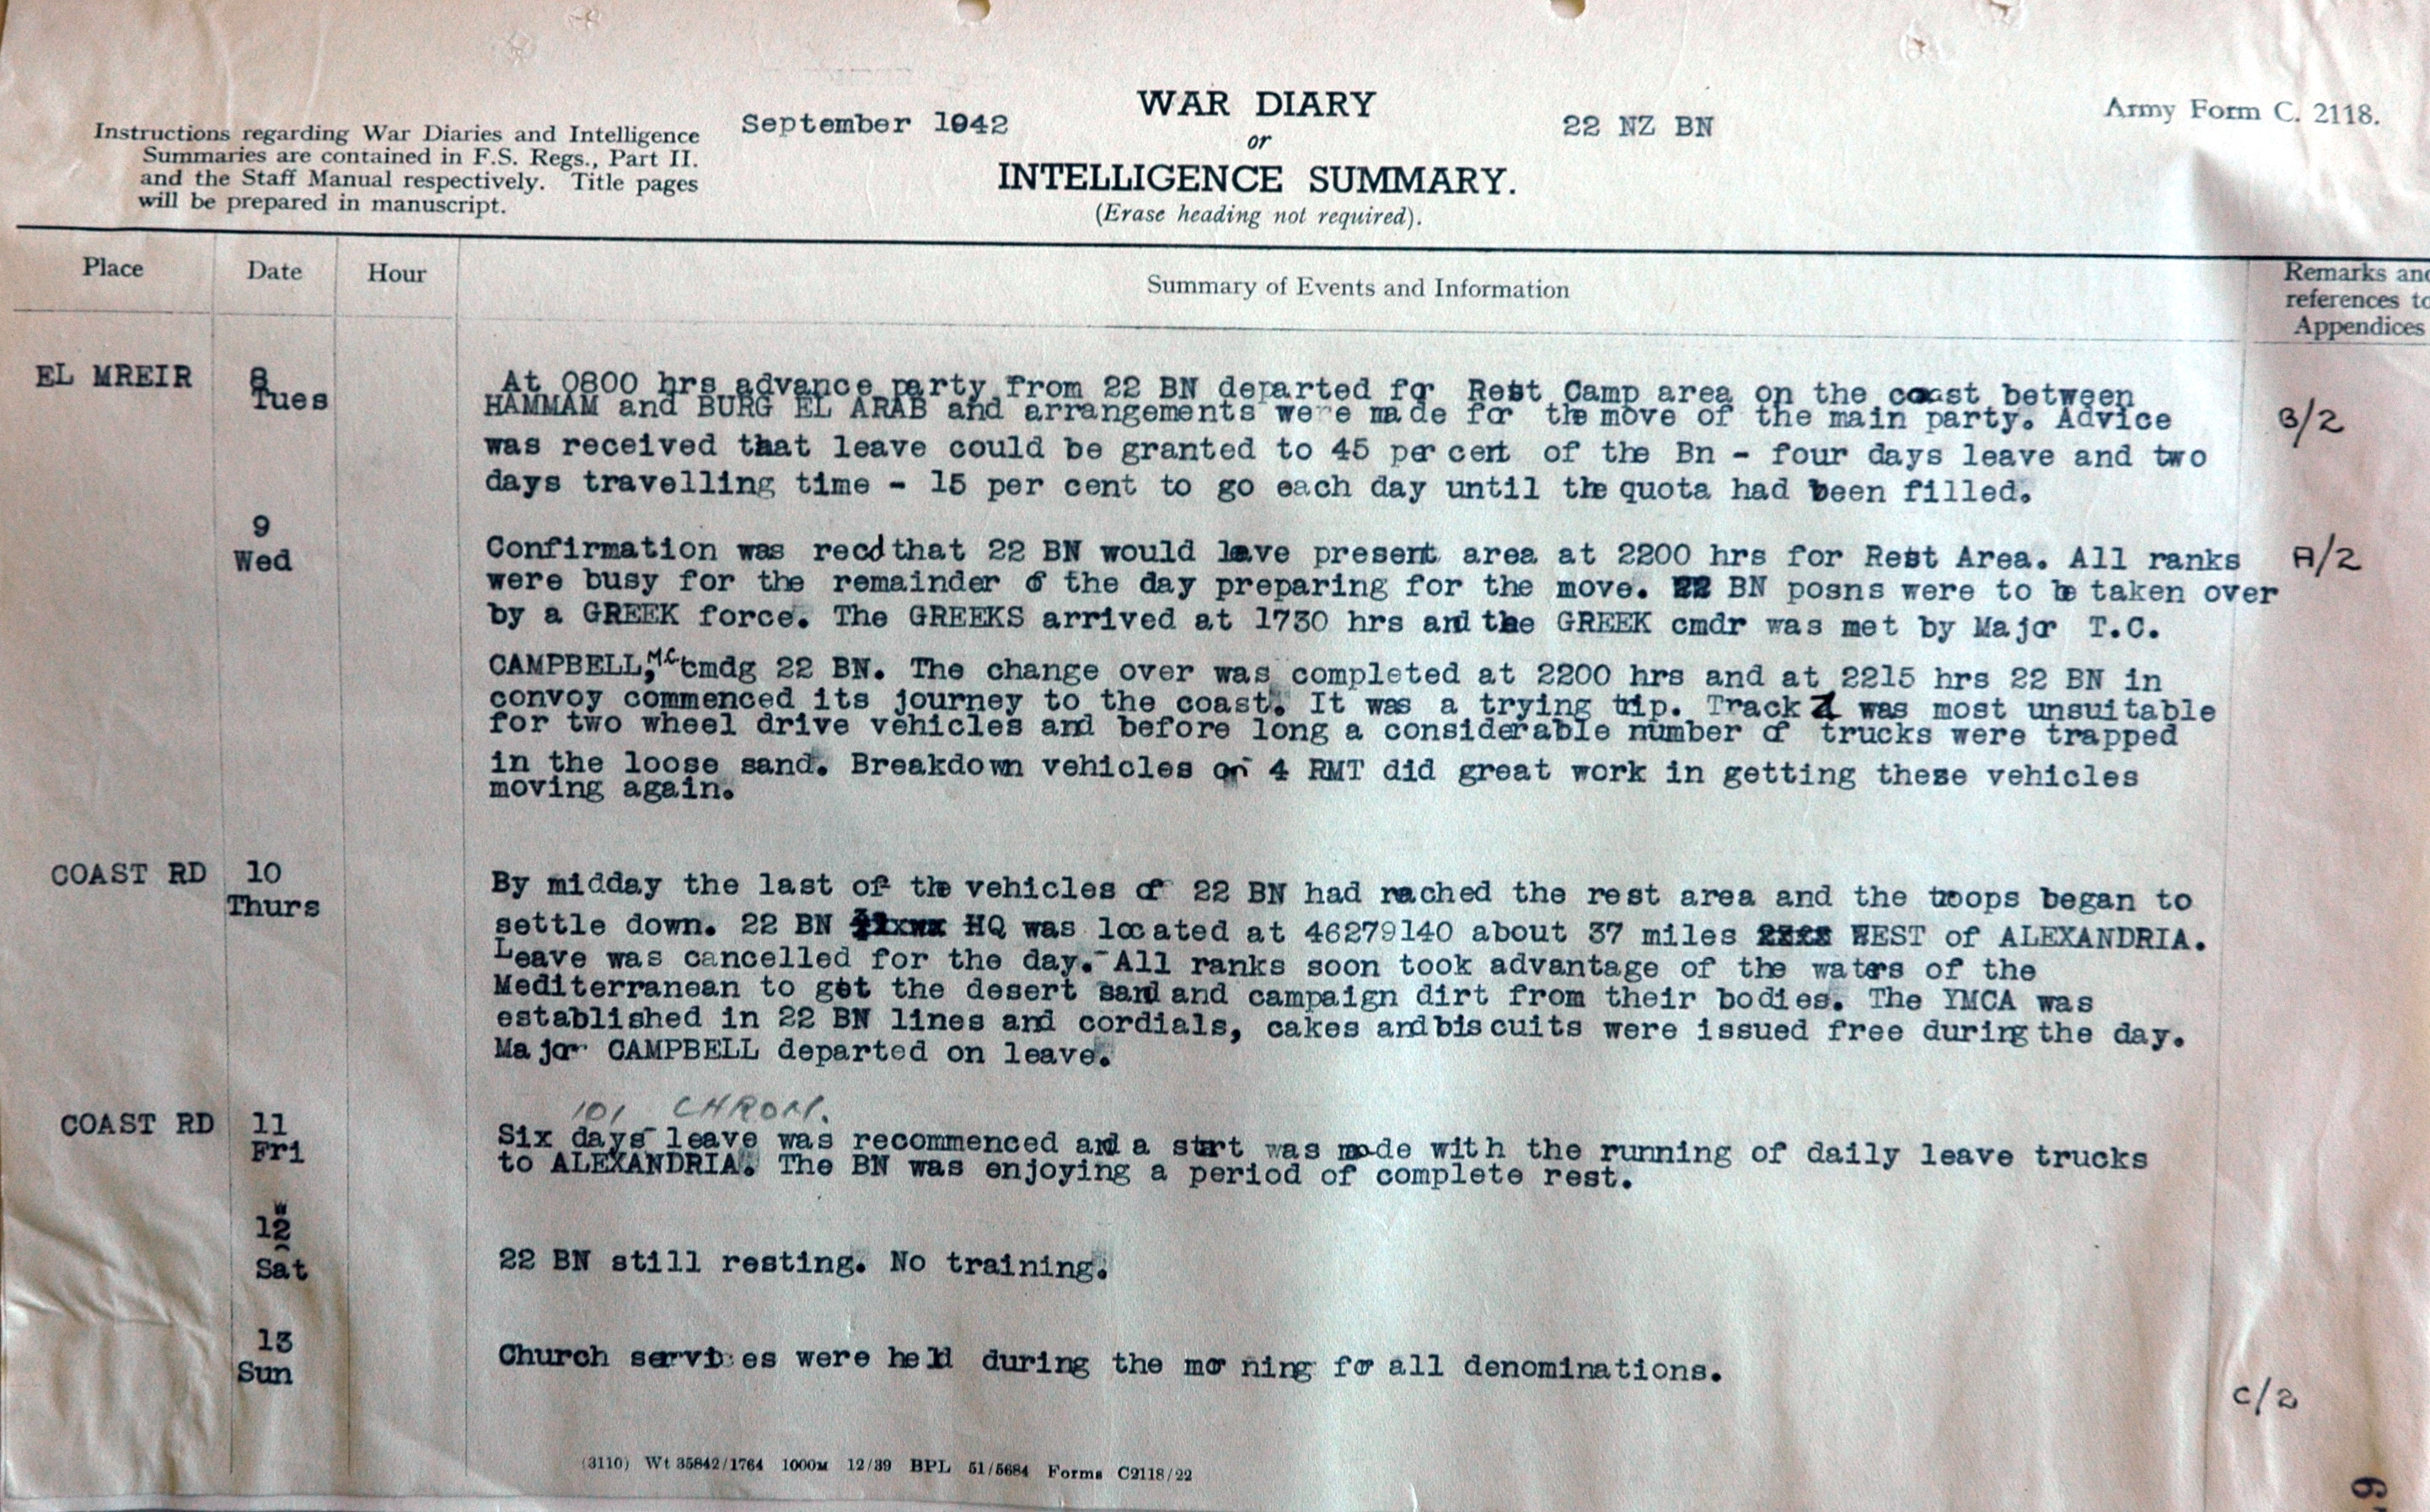 Instructions regarding War Diaries and Intelligence
Summaries are contained in F.S. Regs., Part II.
and the Staff Manual respectively. Title pages
will be prepared in manuscript.
September 1942
WAR DIARY
or
INTELLIGENCE SUMMARY.
(Erase heading not required).
22 NZ BN
Army Form C. 2118.
Place
Date
Hour
Summary of Events and Information
Remarks and
references to
Appendices
EL MREIR
8
Tues
At 0800 hrs advance party from 22 BN departed for Rest Camp area on the coast between
HAMMAM and BURG EL ARAB and arrangements were made for the move of the main party. Advice
was received that leave could be granted to 45 per cent of the Bn - four days leave and two
days travelling time - 15 per cent to go each day until the quota had been filled.
B/2
9
Wed
Confirmation was recd that 22 BN would leave present area at 2200 hrs for Rest Area. All ranks
were busy for the remainder of the day preparing for the move. 22 BN posns were to be taken over
by a GREEK force. The GREEKS arrived at 1730 hrs and the GREEK cmdr was met by Major T.C.
CAMPBELL, MC cmdg 22 BN. The change over was completed at 2200 hrs and at 2215 hrs 22 BN in
convoy commenced its journey to the coast. It was a trying trip. Track was most unsuitable
for two wheel drive vehicles and before long a considerable number of trucks were trapped
in the loose sand. Breakdown vehicles on 4 RMT did great work in getting these vehicles
moving again.
A/2
COAST RD
10
Thurs
By midday the last of the vehicles of 22 BN had reached the rest area and the troops began to
settle down. 22 BN HQ was located at 46279140 about 37 miles WEST of ALEXANDRIA.
Leave was cancelled for the day. All ranks soon took advantage of the waters of the
Mediterranean to get the desert sand and campaign dirt from their bodies. The YMCA was
established in 22 BN lines and cordials, cakes and biscuits were issued free during the day.
Major CAMPBELL departed on leave.
101 CHROM.
COAST RD
11
Fri
Six days leave was recommenced and a start was made with the running of daily leave trucks
to ALEXANDRIA. The BN was enjoying a period of complete rest.
12
Sat
22 BN still resting. No training.
13
Sun
Church services were held during the morning for all denominations.
C/2
(3110) Wt 35842/1764 1000M 12/39 BPL 51/5684 Forms C2118/22